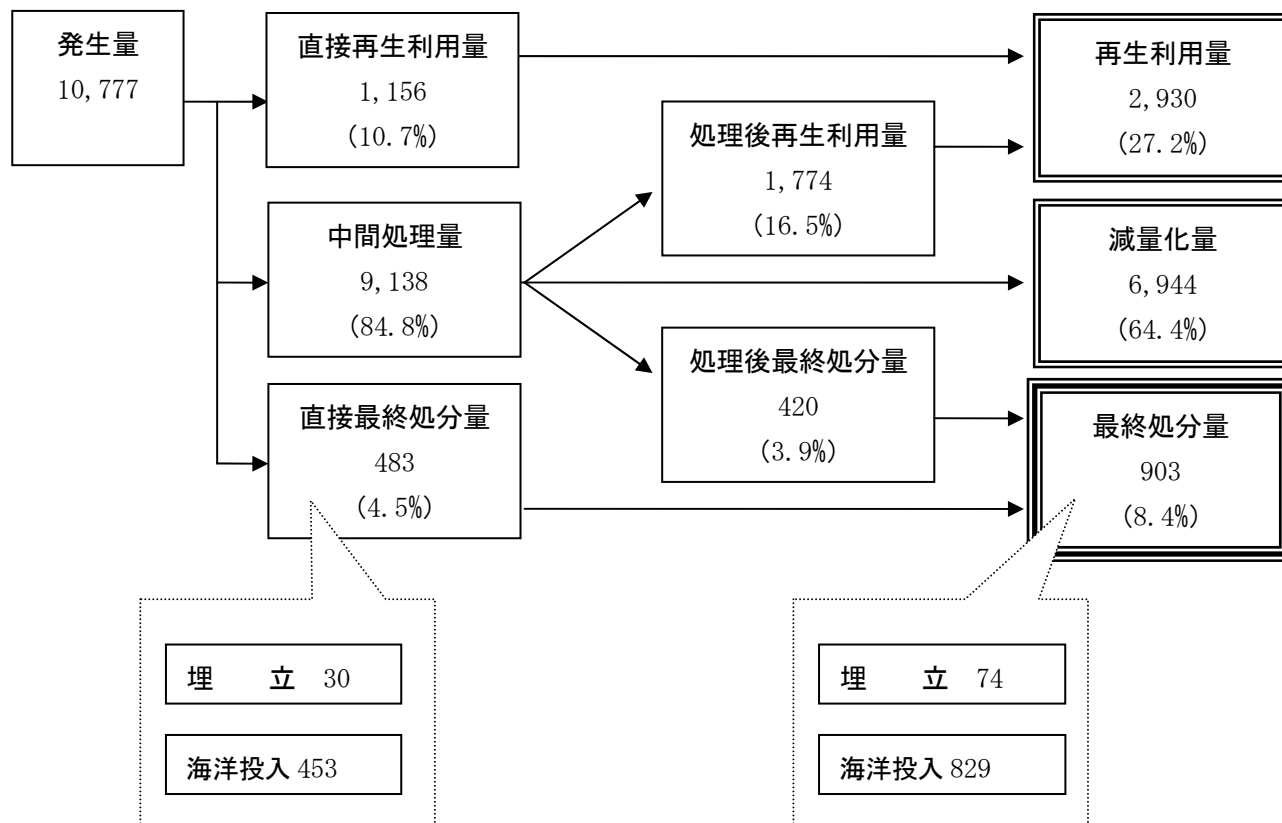 発生量
10,777
直接再生利用量
1,156
(10.7%)
再生利用量
2,930
(27.2%)
処理後再生利用量
1,774
(16.5%)
中間処理量
9,138
(84.8%)
減量化量
6,944
(64.4%)
処理後最終処分量
420
(3.9%)
直接最終処分量
483
(4.5%)
最終処分量
903
(8.4%)
埋 立 30
海洋投入 453
埋 立 74
海洋投入 829